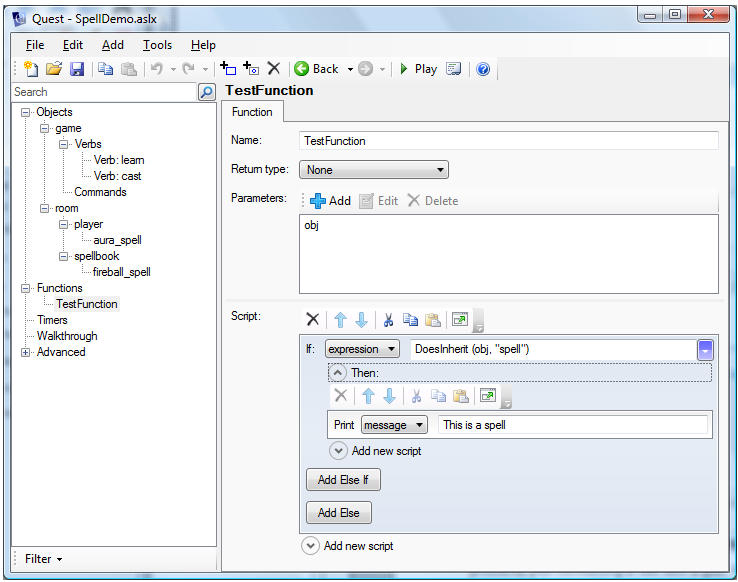 Quest - SpellDemo.aslx
File Edit Add Tools Help
Back Play
Search
Objects
game
Verbs
Verb: learn
Verb: cast
Commands
room
player
aura_spell
spellbook
fireball_spell
Functions
TestFunction
Timers
Walkthrough
Advanced
Filter
TestFunction
Function
Name: TestFunction
Return type: None
Parameters: Add Edit Delete
obj
Script:
If: expression DoesInherit (obj, "spell")
Then:
Print message This is a spell
Add new script
Add Else If
Add Else
Add new script